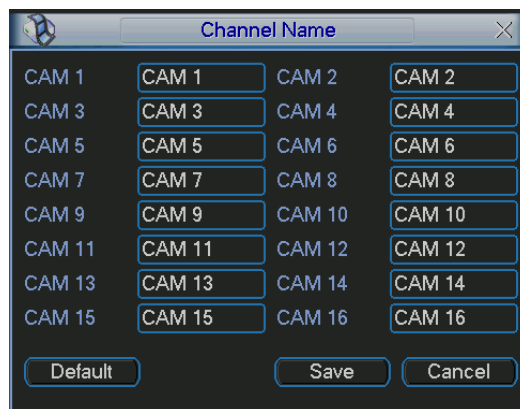 Channel Name
CAM 1 CAM 1 CAM 2 CAM 2
CAM 3 CAM 3 CAM 4 CAM 4
CAM 5 CAM 5 CAM 6 CAM 6
CAM 7 CAM 7 CAM 8 CAM 8
CAM 9 CAM 9 CAM 10 CAM 10
CAM 11 CAM 11 CAM 12 CAM 12
CAM 13 CAM 13 CAM 14 CAM 14
CAM 15 CAM 15 CAM 16 CAM 16
Default Save Cancel